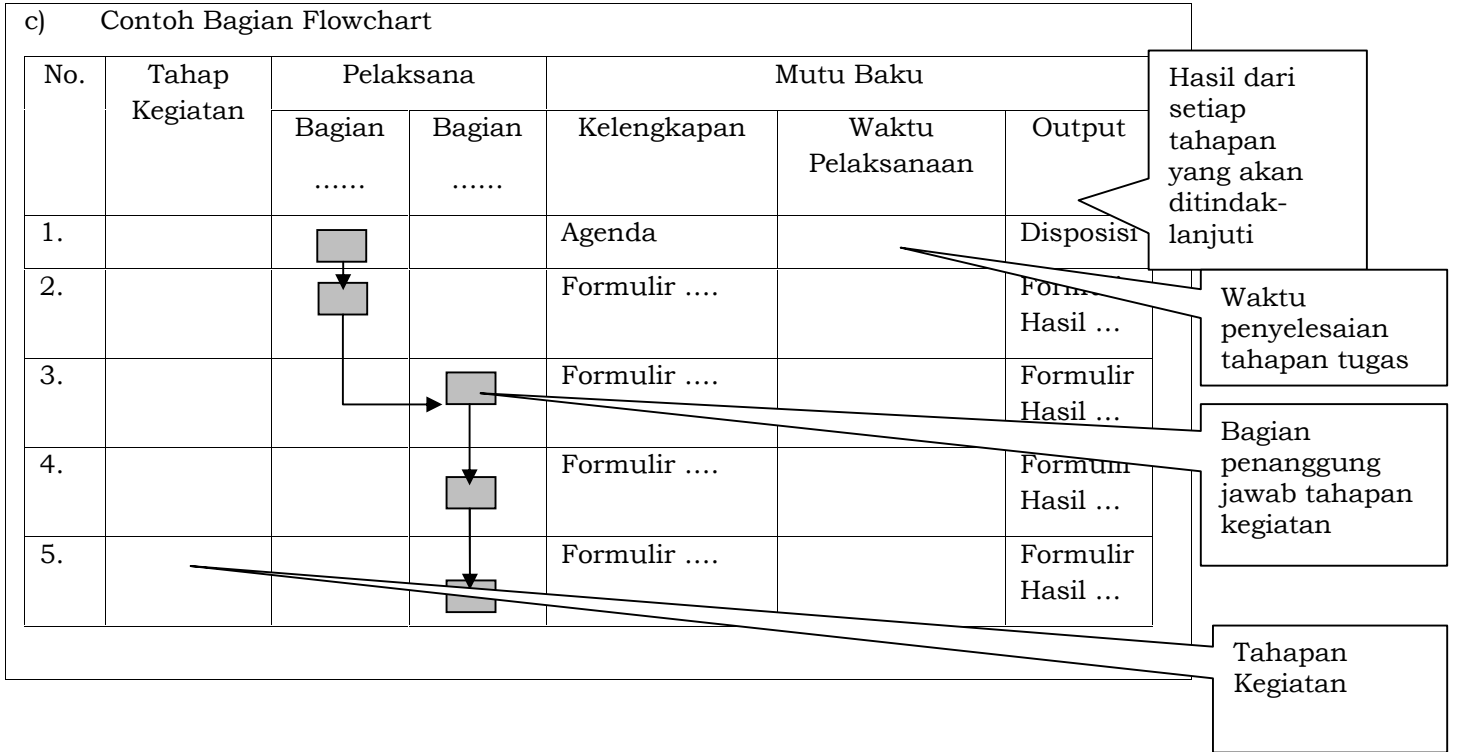 c) Contoh Bagian Flowchart
No. Tahap Kegiatan Pelaksana Mutu Baku
Bagian ...... Bagian ...... Kelengkapan Waktu Pelaksanaan Output
1. Agenda Disposisi
2. Formulir .... Formulir
Hasil ...
3. Formulir .... Formulir
Hasil ...
4. Formulir .... Formulir
Hasil ...
5. Formulir .... Formulir
Hasil ...
Hasil dari
setiap
tahapan
yang akan
ditindak-
lanjuti
Waktu
penyelesaian
tahapan tugas
Bagian
penanggung
jawab tahapan
kegiatan
Tahapan
Kegiatan